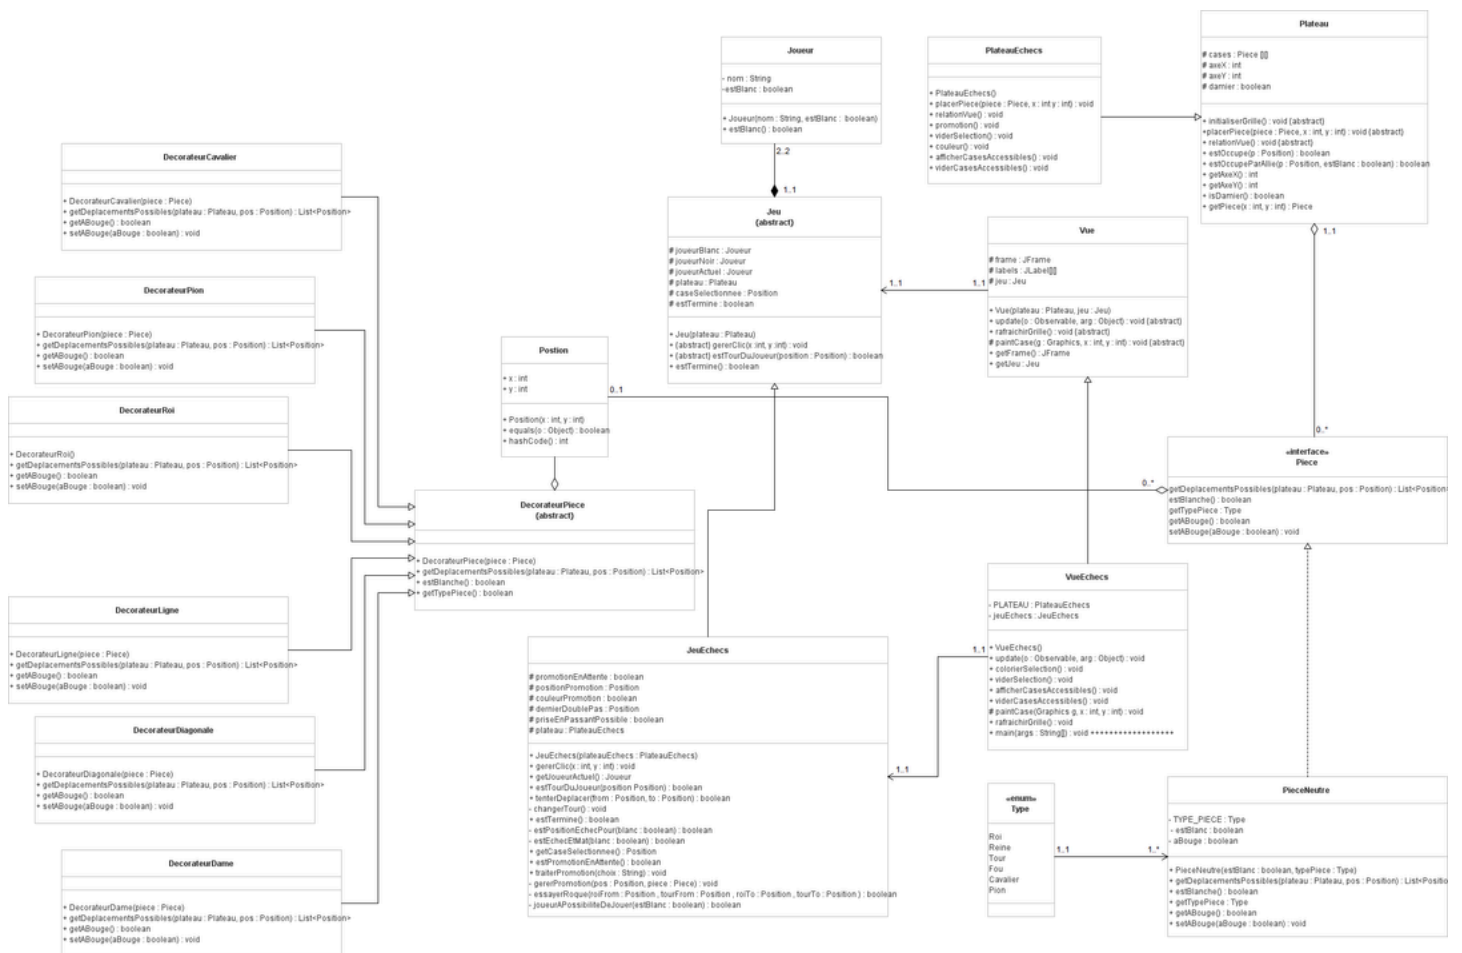 Joueur
- nom : String
-estBlanc : boolean
+ Joueur(nom : String, estBlanc : boolean)
+ estBlanc() : boolean
2..2
1..1
PlateauEchecs
+ PlateauEchecs()
+ placerPiece(piece : Piece, x : int y : int) : void
+ relationVue() : void
+ promotion() : void
+ viderSelection() : void
+ couleur() : void
+ afficherCasesAccessibles() : void
+ viderCasesAccessibles() : void
Plateau
# cases : Piece [][]
# axeX : int
# axeY : int
# damier : boolean
+ initialiserGrille() : void {abstract}
+placerPiece(piece : Piece, x : int, y : int) : void {abstract}
+ relationVue() : void {abstract}
+ estOccupe(p : Position) : boolean
+ estOccupeParAllie(p : Position, estBlanc : boolean) : boolean
+ getAxeX() : int
+ getAxeY() : int
+ isDamier() : boolean
+ getPiece(x : int, y : int) : Piece
1..1
0..*
DecorateurCavalier
+ DecorateurCavalier(piece : Piece)
+ getDeplacementsPossibles(plateau : Plateau, pos : Position) : List<Position>
+ getABouge() : boolean
+ setABouge(aBouge : boolean) : void
DecorateurPion
+ DecorateurPion(piece : Piece)
+ getDeplacementsPossibles(plateau : Plateau, pos : Position) : List<Position>
+ getABouge() : boolean
+ setABouge(aBouge : boolean) : void
DecorateurRoi
+ DecorateurRoi()
+ getDeplacementsPossibles(plateau : Plateau, pos : Position) : List<Position>
+ getABouge() : boolean
+ setABouge(aBouge : boolean) : void
DecorateurLigne
+ DecorateurLigne(piece : Piece)
+ getDeplacementsPossibles(plateau : Plateau, pos : Position) : List<Position>
+ getABouge() : boolean
+ setABouge(aBouge : boolean) : void
DecorateurDiagonale
+ DecorateurDiagonale(piece : Piece)
+ getDeplacementsPossibles(plateau : Plateau, pos : Position) : List<Position>
+ getABouge() : boolean
+ setABouge(aBouge : boolean) : void
DecorateurDame
+ DecorateurDame(piece : Piece)
+ getDeplacementsPossibles(plateau : Plateau, pos : Position) : List<Position>
+ getABouge() : boolean
+ setABouge(aBouge : boolean) : void
Jeu
(abstract)
# joueurBlanc : Joueur
# joueurNoir : Joueur
# joueurActuel : Joueur
# plateau : Plateau
# caseSelectionnee : Position
# estTermine : boolean
+ Jeu(plateau : Plateau)
+ {abstract} gererClic(x :int, y :int) : void
+ {abstract} estTourDuJoueur(position : Position) : boolean
+ estTermine() : boolean
1..1
1..1
Vue
# frame : JFrame
# labels : JLabel[][]
# jeu : Jeu
+ Vue(plateau : Plateau, jeu : Jeu)
+ update(o : Observable, arg : Object) : void {abstract}
+ rafraichirGrille() : void {abstract}
# paintCase(g : Graphics, x : int, y : int) : void {abstract}
+ getFrame() : JFrame
+ getJeu : Jeu
Postion
+ x : int
+ y : int
+ Position(x : int, y : int)
+ equals(o : Object) : boolean
+ hashCode() : int
0..1
0..*
DecorateurPiece
(abstract)
+ DecorateurPiece(piece : Piece)
+ getDeplacementsPossibles(plateau : Plateau, pos : Position) : List<Position>
+ estBlanche() : boolean
+ getTypePiece() : boolean
«interface»
Piece
getDeplacementsPossibles(plateau : Plateau, pos : Position) : List<Position
estBlanche() : boolean
getTypePiece : Type
getABouge() : boolean
setABouge(aBouge : boolean) : void
JeuEchecs
# promotionEnAttente : boolean
# positionPromotion : Position
# couleurPromotion : boolean
# dernierDoublePas : Position
# priseEnPassantPossible : boolean
# plateau : PlateauEchecs
+ JeuEchecs(plateauEchecs : PlateauEchecs)
+ gererClic(x : int, y : int) : void
+ getJoueurActuel() : Joueur
+ estTourDuJoueur(position Position) : boolean
+ tenterDeplacer(from : Position, to : Position) : boolean
- changerTour() : void
+ estTermine() : boolean
- estPositionEchecPour(blanc : boolean) : boolean
- estEchecEtMat(blanc : boolean) : boolean
+ getCaseSelectionnee() : Position
+ estPromotionEnAttente() : boolean
+ traiterPromotion(choix : String) : void
- gererPromotion(pos : Position, piece : Piece) : void
- essayerRoque(roiFrom : Position , tourFrom : Position , roiTo : Position , tourTo : Position ) : boolean
- joueurAPossibiliteDeJouer(estBlanc : boolean) : boolean
1..1
1..1
VueEchecs
- PLATEAU : PlateauEchecs
- jeuEchecs : JeuEchecs
+ VueEchecs()
+ update(o : Observable, arg : Object) : void
+ colorierSelection() : void
+ viderSelection() : void
+ afficherCasesAccessibles() : void
+ viderCasesAccessibles() : void
# paintCase(Graphics g, x : int, y : int) : void
+ rafraichirGrille() : void
+ main(args : String[]) : void ++++++++++++++++++
«enum»
Type
Roi
Reine
Tour
Fou
Cavalier
Pion
1..1
1..*
PieceNeutre
- TYPE_PIECE : Type
- estBlanc : boolean
- aBouge : boolean
+ PieceNeutre(estBlanc : boolean, typePiece : Type)
+ getDeplacementsPossibles(plateau : Plateau, pos : Position) : List<Positio
+ estBlanche() : boolean
+ getTypePiece : Type
+ getABouge() : boolean
+ setABouge(aBouge : boolean) : void